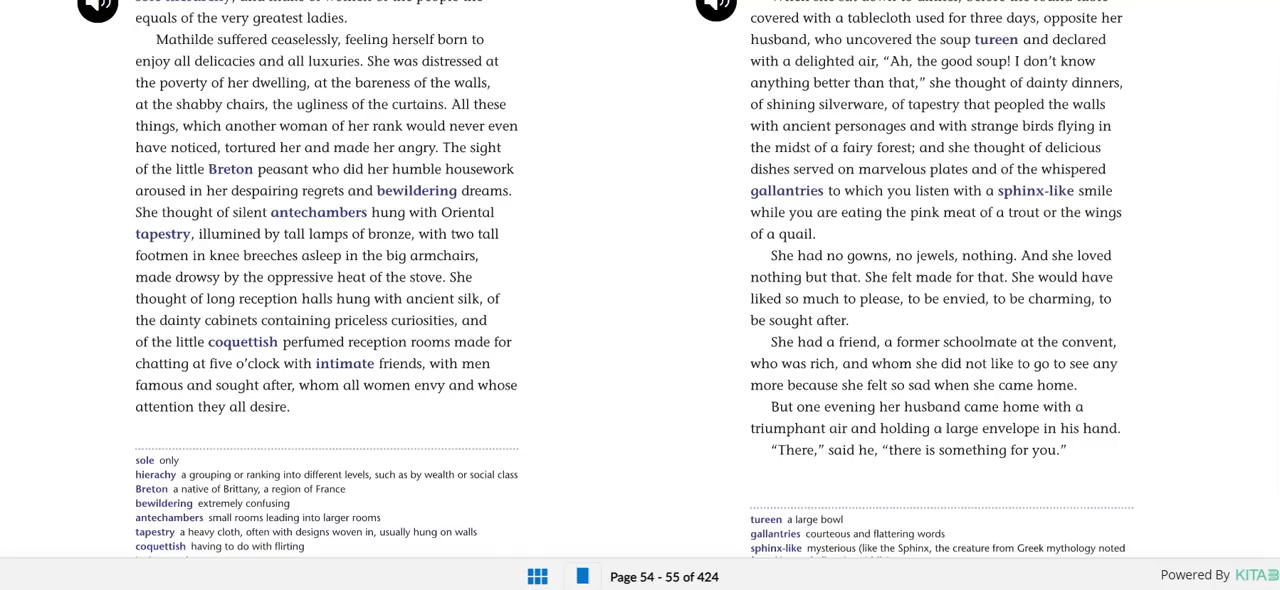 equals of the very greatest ladies.
Mathilde suffered ceaselessly, feeling herself born to
enjoy all delicacies and all luxuries. She was distressed at
the poverty of her dwelling, at the bareness of the walls,
at the shabby chairs, the ugliness of the curtains. All these
things, which another woman of her rank would never even
have noticed, tortured her and made her angry. The sight
of the little Breton peasant who did her humble housework
aroused in her despairing regrets and bewildering dreams.
She thought of silent antechambers hung with Oriental
tapestry, illumined by tall lamps of bronze, with two tall
footmen in knee breeches asleep in the big armchairs,
made drowsy by the oppressive heat of the stove. She
thought of long reception halls hung with ancient silk, of
the dainty cabinets containing priceless curiosities, and
of the little coquettish perfumed reception rooms made for
chatting at five o’clock with intimate friends, with men
famous and sought after, whom all women envy and whose
attention they all desire.
sole only
hierachy a grouping or ranking into different levels, such as by wealth or social class
Breton a native of Brittany, a region of France
bewildering extremely confusing
antechambers small rooms leading into larger rooms
tapestry a heavy cloth, often with designs woven in, usually hung on walls
coquettish having to do with flirting
covered with a tablecloth used for three days, opposite her
husband, who uncovered the soup tureen and declared
with a delighted air, “Ah, the good soup! I don’t know
anything better than that,” she thought of dainty dinners,
of shining silverware, of tapestry that peopled the walls
with ancient personages and with strange birds flying in
the midst of a fairy forest; and she thought of delicious
dishes served on marvelous plates and of the whispered
gallantries to which you listen with a sphinx-like smile
while you are eating the pink meat of a trout or the wings
of a quail.
She had no gowns, no jewels, nothing. And she loved
nothing but that. She felt made for that. She would have
liked so much to please, to be envied, to be charming, to
be sought after.
She had a friend, a former schoolmate at the convent,
who was rich, and whom she did not like to go to see any
more because she felt so sad when she came home.
But one evening her husband came home with a
triumphant air and holding a large envelope in his hand.
“There,” said he, “there is something for you.”
tureen a large bowl
gallantries courteous and flattering words
sphinx-like mysterious (like the Sphinx, the creature from Greek mythology noted
Page 54 - 55 of 424
Powered By KITAB